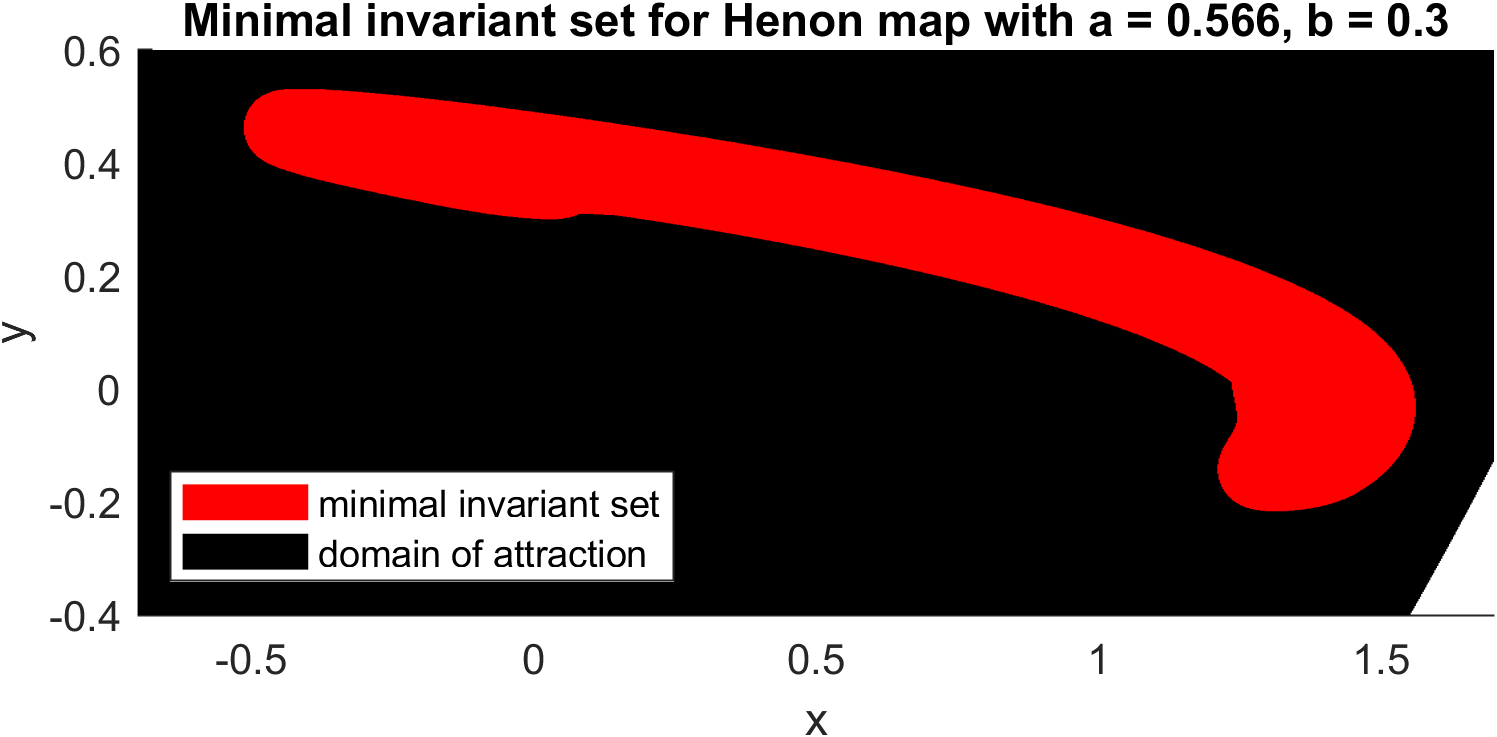 Minimal invariant set for Henon map with a = 0.566, b = 0.3
0.6
0.4
0.2
0
-0.2
-0.4
y
minimal invariant set
domain of attraction
-0.5 0 0.5 1 1.5
x